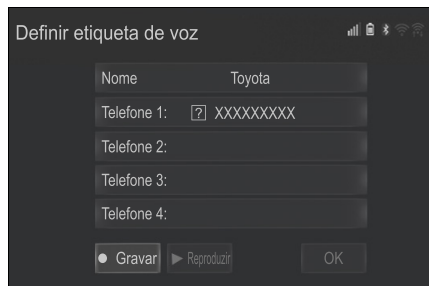 Definir etiqueta de voz
Nome Toyota
Telefone 1: ? XXXXXXXXX
Telefone 2:
Telefone 3:
Telefone 4:
Gravar Reproduzir OK